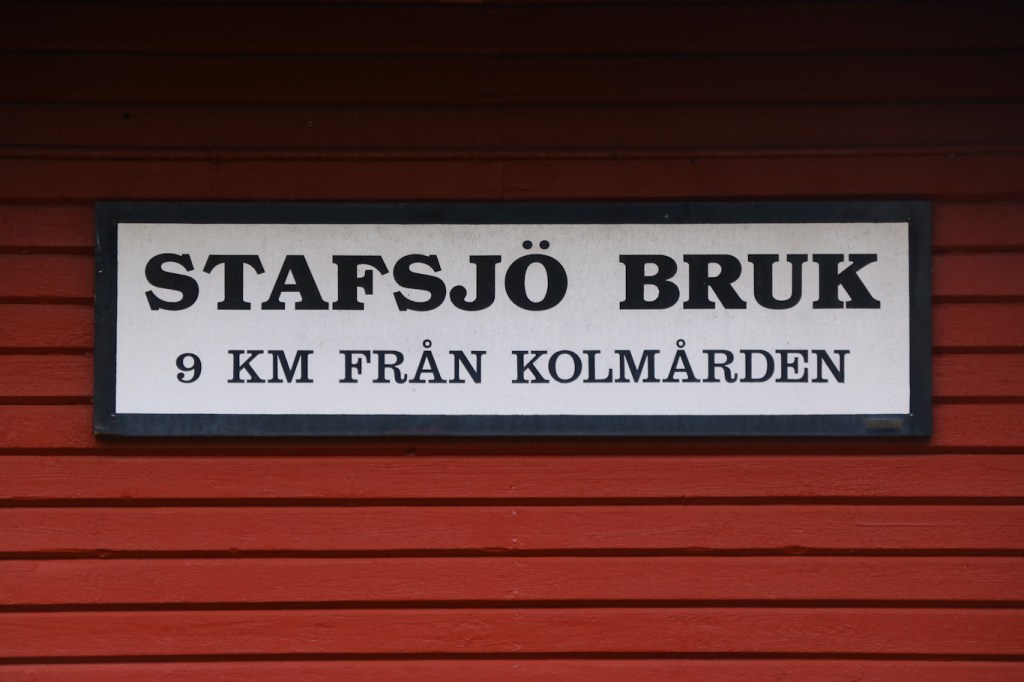 STAFSJÖ BRUK
9 KM FRÅN KOLMÅRDEN